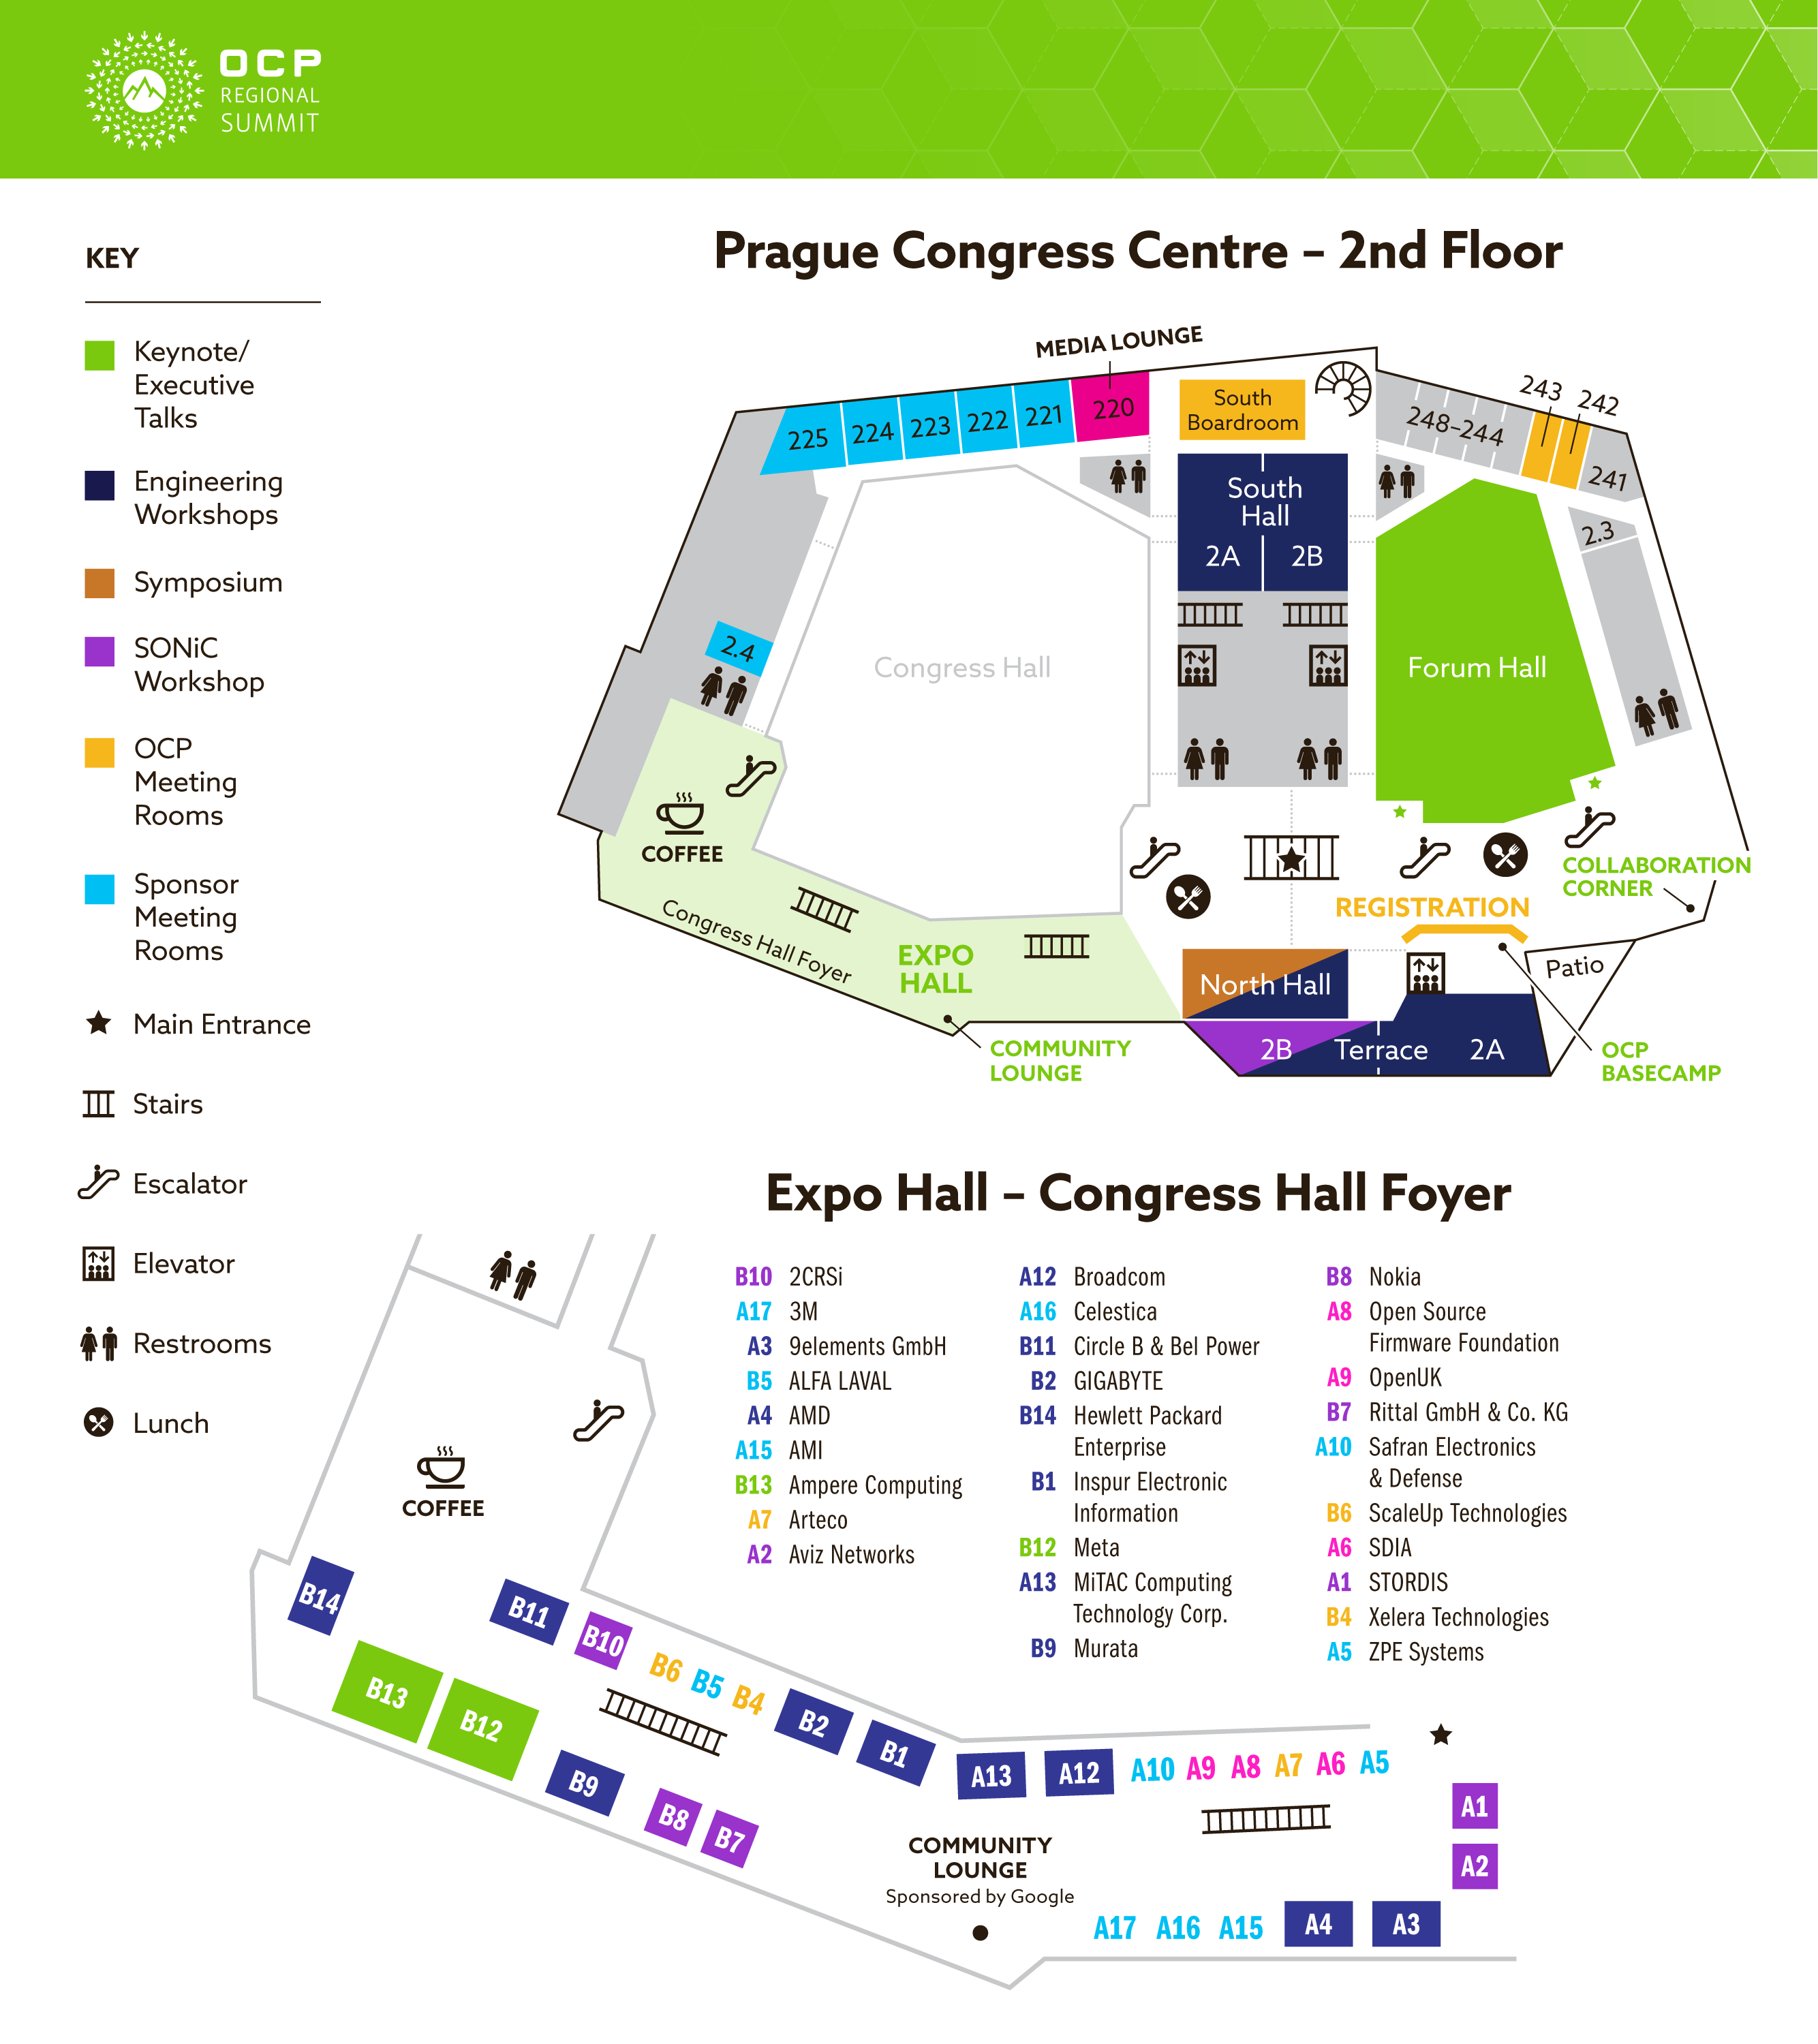 OCP
REGIONAL
SUMMIT
KEY
Keynote/
Executive
Talks
Engineering
Workshops
Symposium
SONiC
Workshop
OCP
Meeting
Rooms
Sponsor
Meeting
Rooms
Main Entrance
Stairs
Escalator
Elevator
Restrooms
Lunch
Prague Congress Centre – 2nd Floor
MEDIA LOUNGE
225
224
223
222
221
220
South
Boardroom
248–244
243
242
241
2.3
South
Hall
2A
2B
2.4
Congress Hall
Forum Hall
COFFEE
Congress Hall Foyer
EXPO
HALL
COMMUNITY
LOUNGE
REGISTRATION
COLLABORATION
CORNER
North Hall
Patio
2B
Terrace
2A
OCP
BASECAMP
Expo Hall – Congress Hall Foyer
B10 2CRSi
A17 3M
A3 9elements GmbH
B5 ALFA LAVAL
A4 AMD
A15 AMI
B13 Ampere Computing
A7 Arteco
A2 Aviz Networks
A12 Broadcom
A16 Celestica
B11 Circle B & Bel Power
B2 GIGABYTE
B14 Hewlett Packard
Enterprise
B1 Inspur Electronic
Information
B12 Meta
A13 MiTAC Computing
Technology Corp.
B9 Murata
B8 Nokia
A8 Open Source
Firmware Foundation
A9 OpenUK
B7 Rittal GmbH & Co. KG
A10 Safran Electronics
& Defense
B6 ScaleUp Technologies
A6 SDIA
A1 STORDIS
B4 Xelera Technologies
A5 ZPE Systems
COFFEE
B14
B11
B10
B6
B5
B4
B2
B1
B13
B12
B9
B8
B7
A13
A12
A10
A9
A8
A7
A6
A5
A1
A2
COMMUNITY
LOUNGE
Sponsored by Google
A17
A16
A15
A4
A3